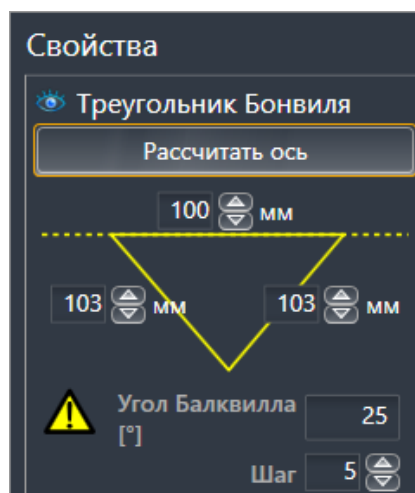 Свойства
Треугольник Бонвиля
Рассчитать ось
100 мм
103 мм 103 мм
Угол Балквилла 25
[°]
Шаг 5